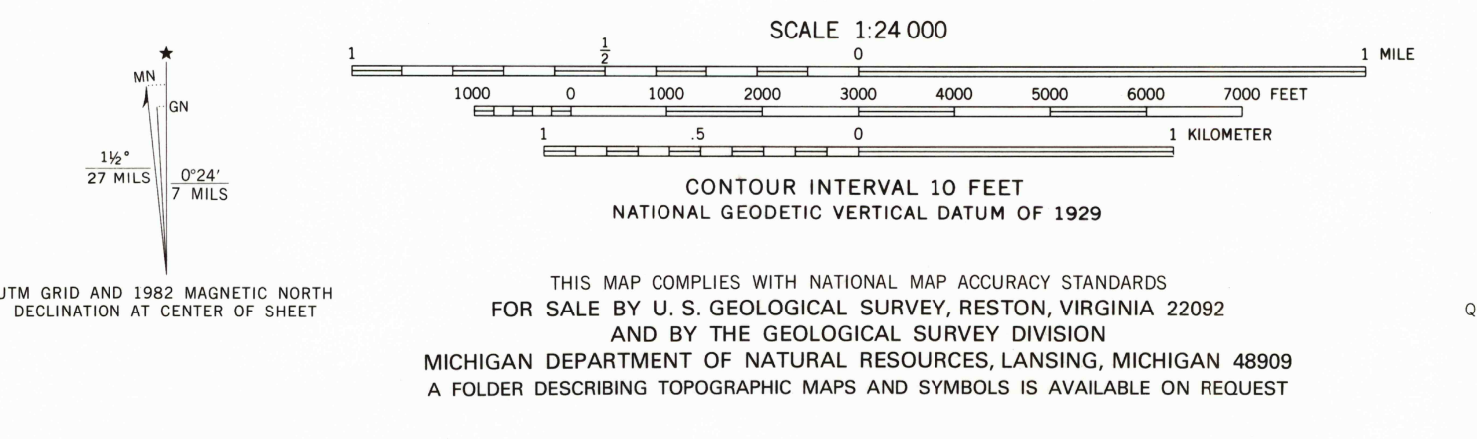 SCALE 1:24 000
1 ½ 0 1 MILE
1000 0 1000 2000 3000 4000 5000 6000 7000 FEET
1 .5 0 1 KILOMETER
CONTOUR INTERVAL 10 FEET
NATIONAL GEODETIC VERTICAL DATUM OF 1929
★
MN
GN
1½°
27 MILS
0°24′
7 MILS
UTM GRID AND 1982 MAGNETIC NORTH
DECLINATION AT CENTER OF SHEET
THIS MAP COMPLIES WITH NATIONAL MAP ACCURACY STANDARDS
FOR SALE BY U. S. GEOLOGICAL SURVEY, RESTON, VIRGINIA 22092
AND BY THE GEOLOGICAL SURVEY DIVISION
MICHIGAN DEPARTMENT OF NATURAL RESOURCES, LANSING, MICHIGAN 48909
A FOLDER DESCRIBING TOPOGRAPHIC MAPS AND SYMBOLS IS AVAILABLE ON REQUEST
Q